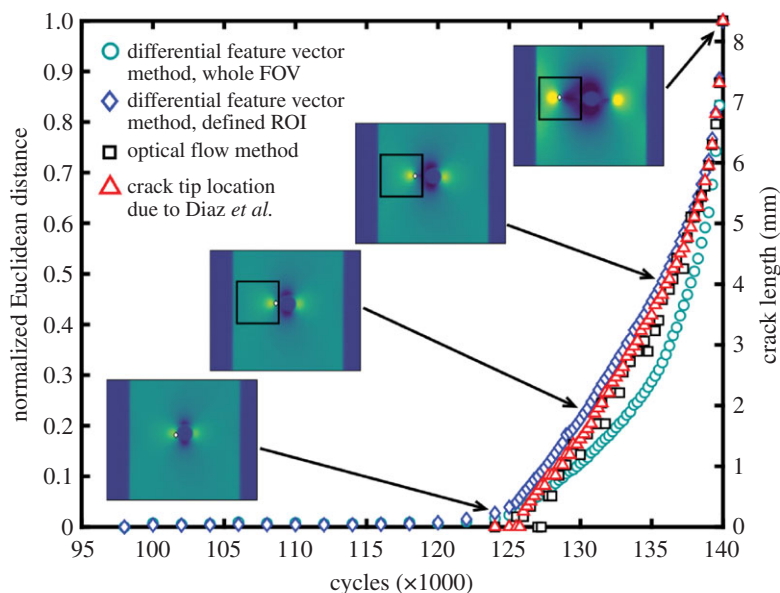 1.0
0.9
0.8
0.7
0.6
0.5
0.4
0.3
0.2
0.1
0
normalized Euclidean distance
differential feature vector
method, whole FOV
differential feature vector
method, defined ROI
optical flow method
crack tip location
due to Diaz et al.
8
7
6
5
4
3
2
1
0
crack length (mm)
95 100 105 110 115 120 125 130 135 140
cycles (×1000)